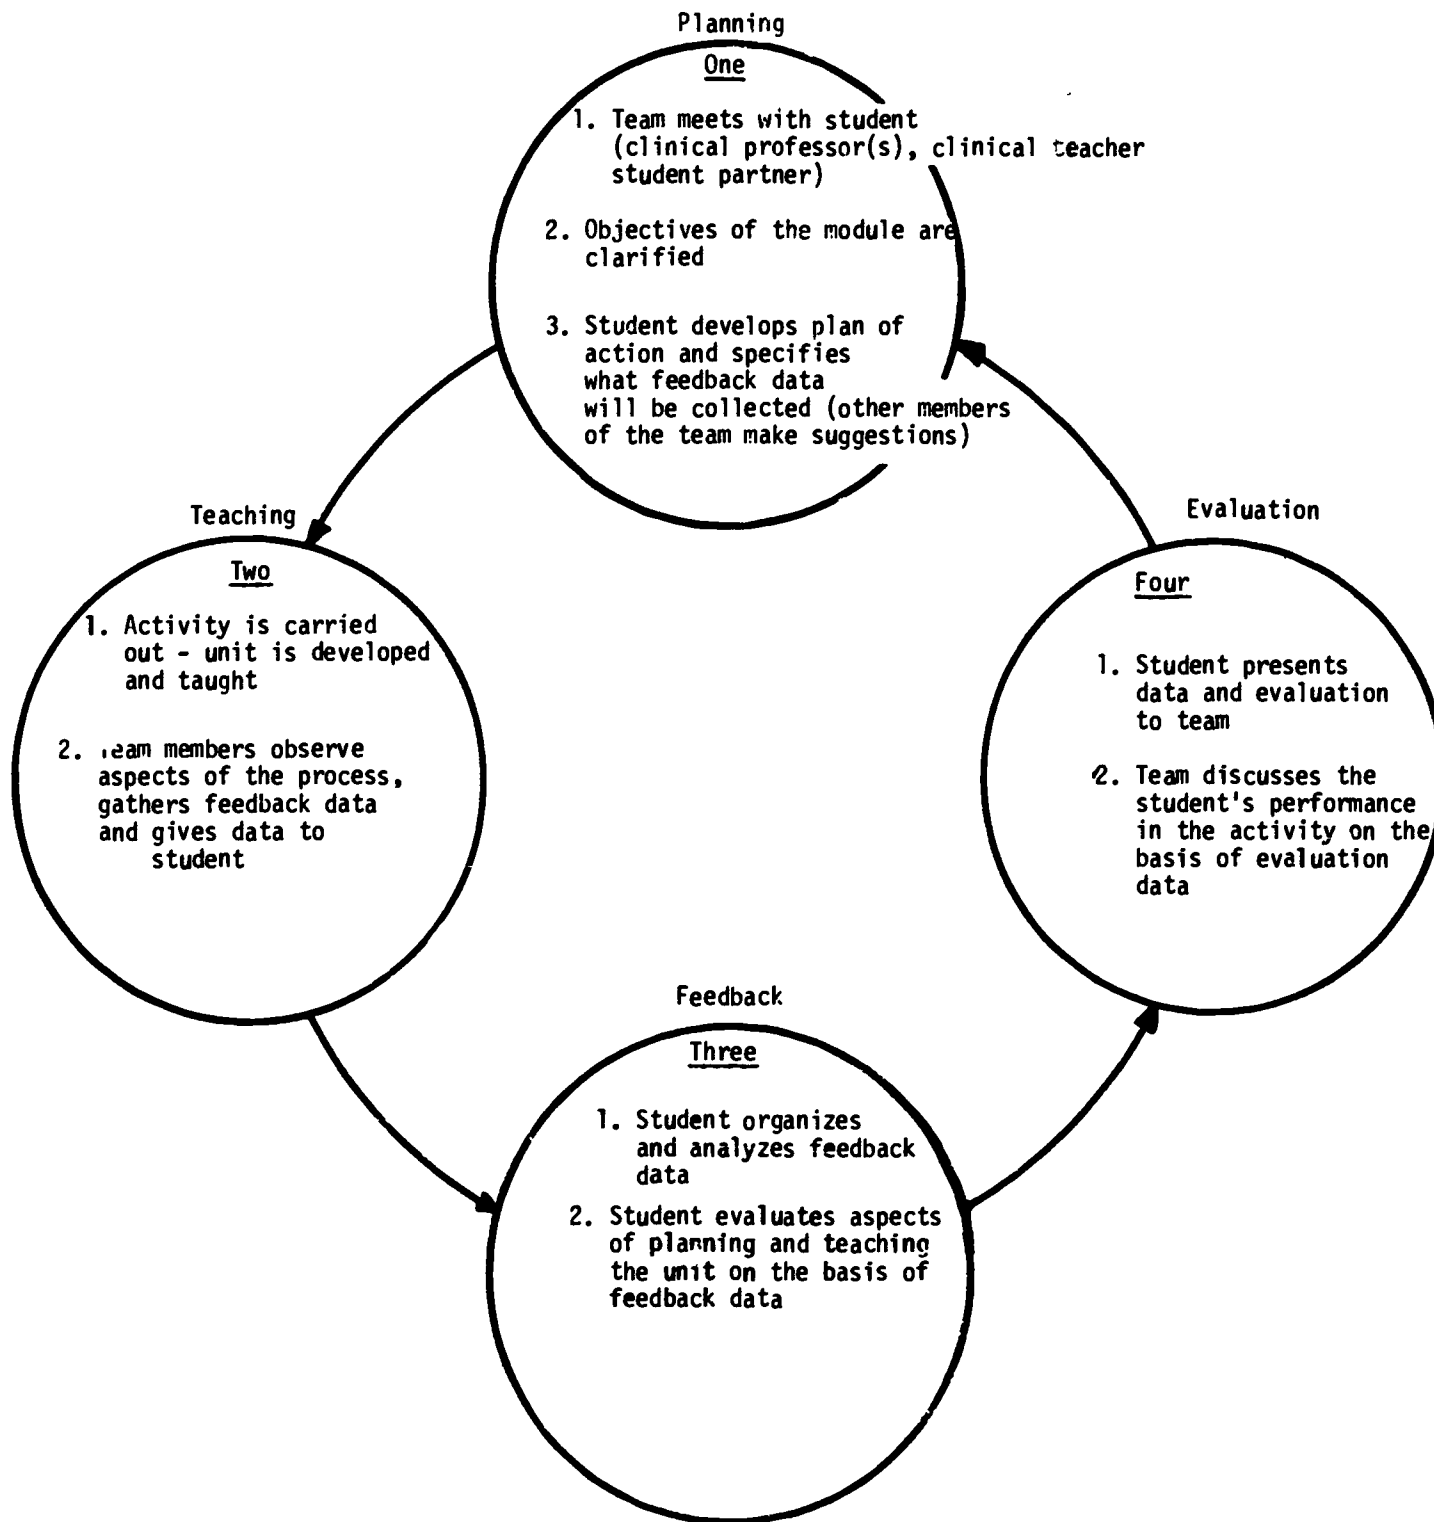 Planning
One
1. Team meets with student
(clinical professor(s), clinical teacher
student partner)
2. Objectives of the module are
clarified
3. Student develops plan of
action and specifies
what feedback data
will be collected (other members
of the team make suggestions)
Teaching
Two
1. Activity is carried
out - unit is developed
and taught
2. Team members observe
aspects of the process,
gathers feedback data
and gives data to
student
Feedback
Three
1. Student organizes
and analyzes feedback
data
2. Student evaluates aspects
of planning and teaching
the unit on the basis of
feedback data
Evaluation
Four
1. Student presents
data and evaluation
to team
2. Team discusses the
student's performance
in the activity on the
basis of evaluation
data